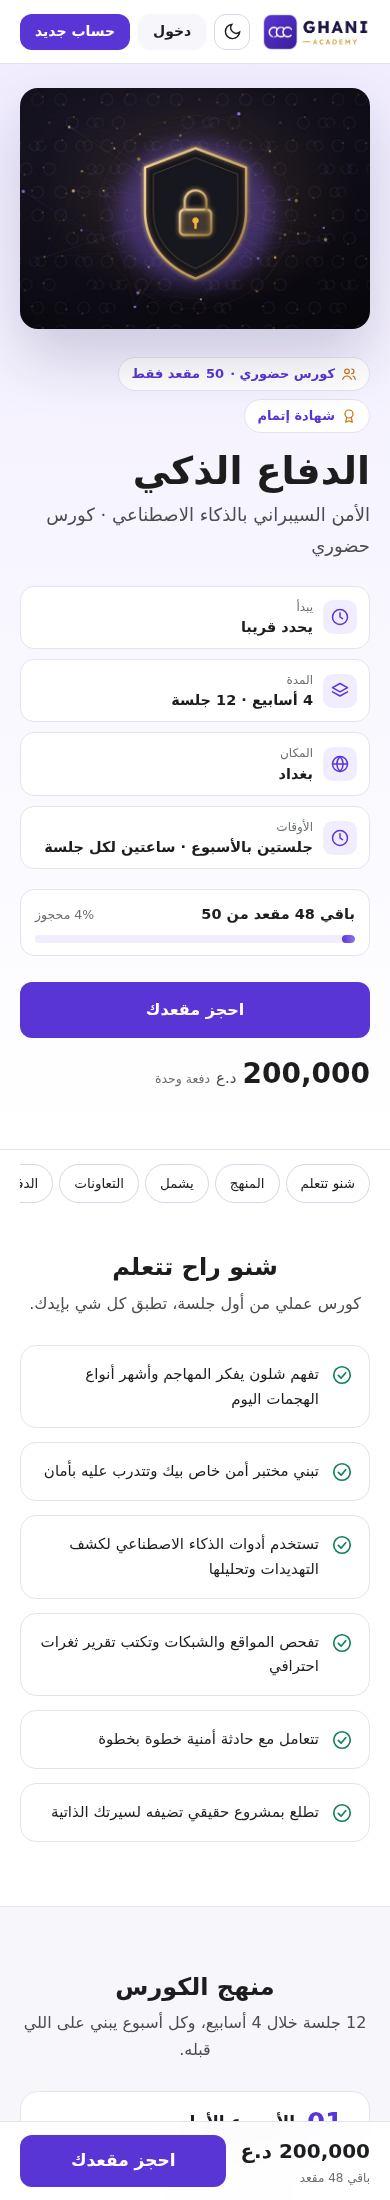 GHANI
ACADEMY
دخول
حساب جديد
كورس حضوري · 50 مقعد فقط
شهادة إتمام
الدفاع الذكي
الأمن السيبراني بالذكاء الاصطناعي · كورس
حضوري
يبدأ
يحدد قريبا
المدة
4 أسابيع · 12 جلسة
المكان
بغداد
الأوقات
جلستين بالأسبوع · ساعتين لكل جلسة
باقي 48 مقعد من 50
4% محجوز
احجز مقعدك
200,000 د.ع دفعة وحدة
شنو تتعلم
المنهج
يشمل
التعاونات
شنو راح تتعلم
كورس عملي من أول جلسة، تطبق كل شي بإيدك.
تفهم شلون يفكر المهاجم وأشهر أنواع
الهجمات اليوم
تبني مختبر أمن خاص بيك وتتدرب عليه بأمان
تستخدم أدوات الذكاء الاصطناعي لكشف
التهديدات وتحليلها
تفحص المواقع والشبكات وتكتب تقرير ثغرات
احترافي
تتعامل مع حادثة أمنية خطوة بخطوة
تطلع بمشروع حقيقي تضيفه لسيرتك الذاتية
منهج الكورس
12 جلسة خلال 4 أسابيع، وكل أسبوع يبني على اللي
قبله.
200,000 د.ع
باقي 48 مقعد
احجز مقعدك